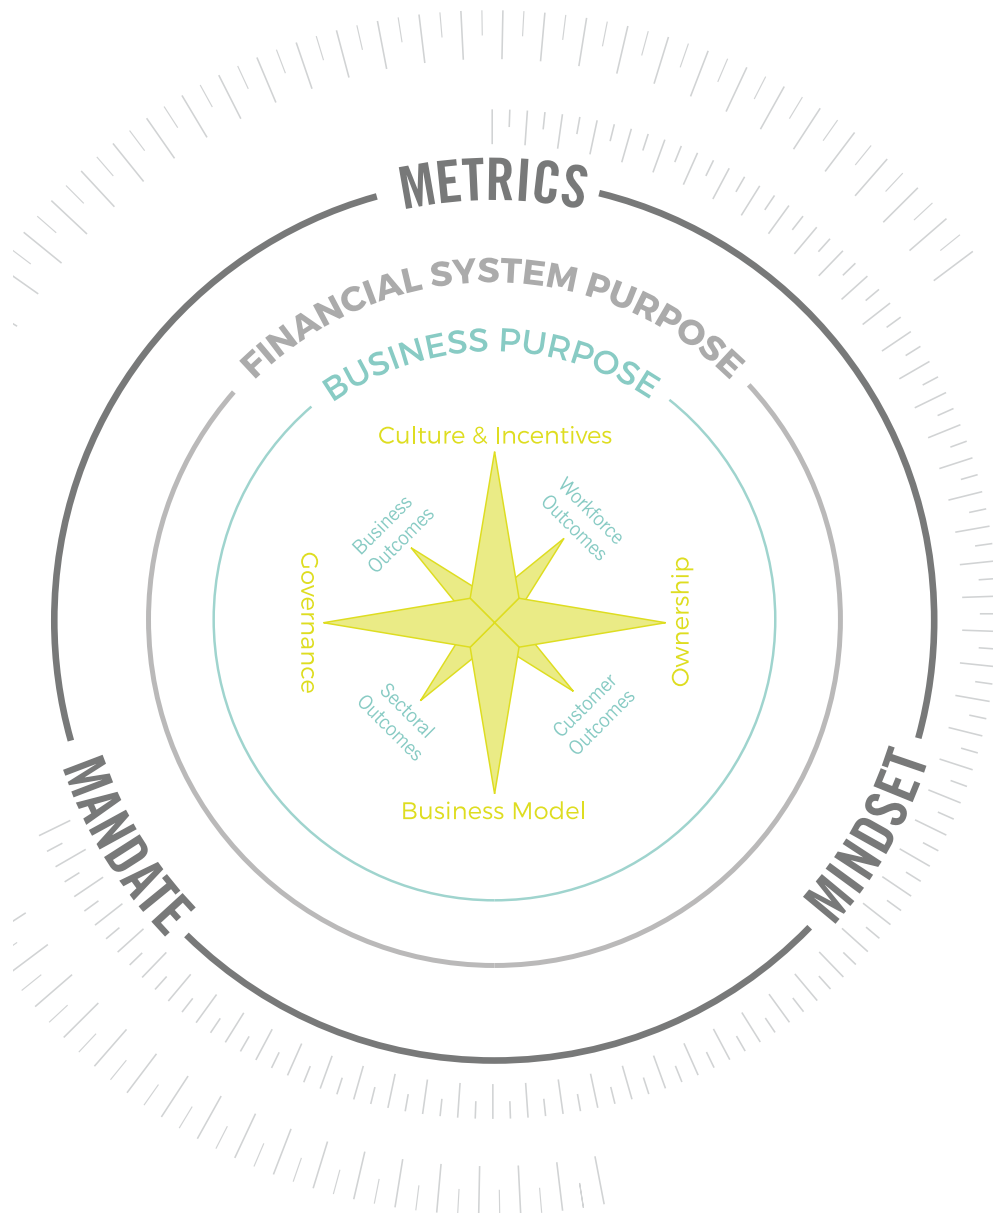 METRICS
FINANCIAL SYSTEM PURPOSE
BUSINESS PURPOSE
Culture & Incentives
Business
Outcomes
Workforce
Outcomes
Governance
Ownership
Sectoral
Outcomes
Customer
Outcomes
Business Model
MANDATE
MINDSET